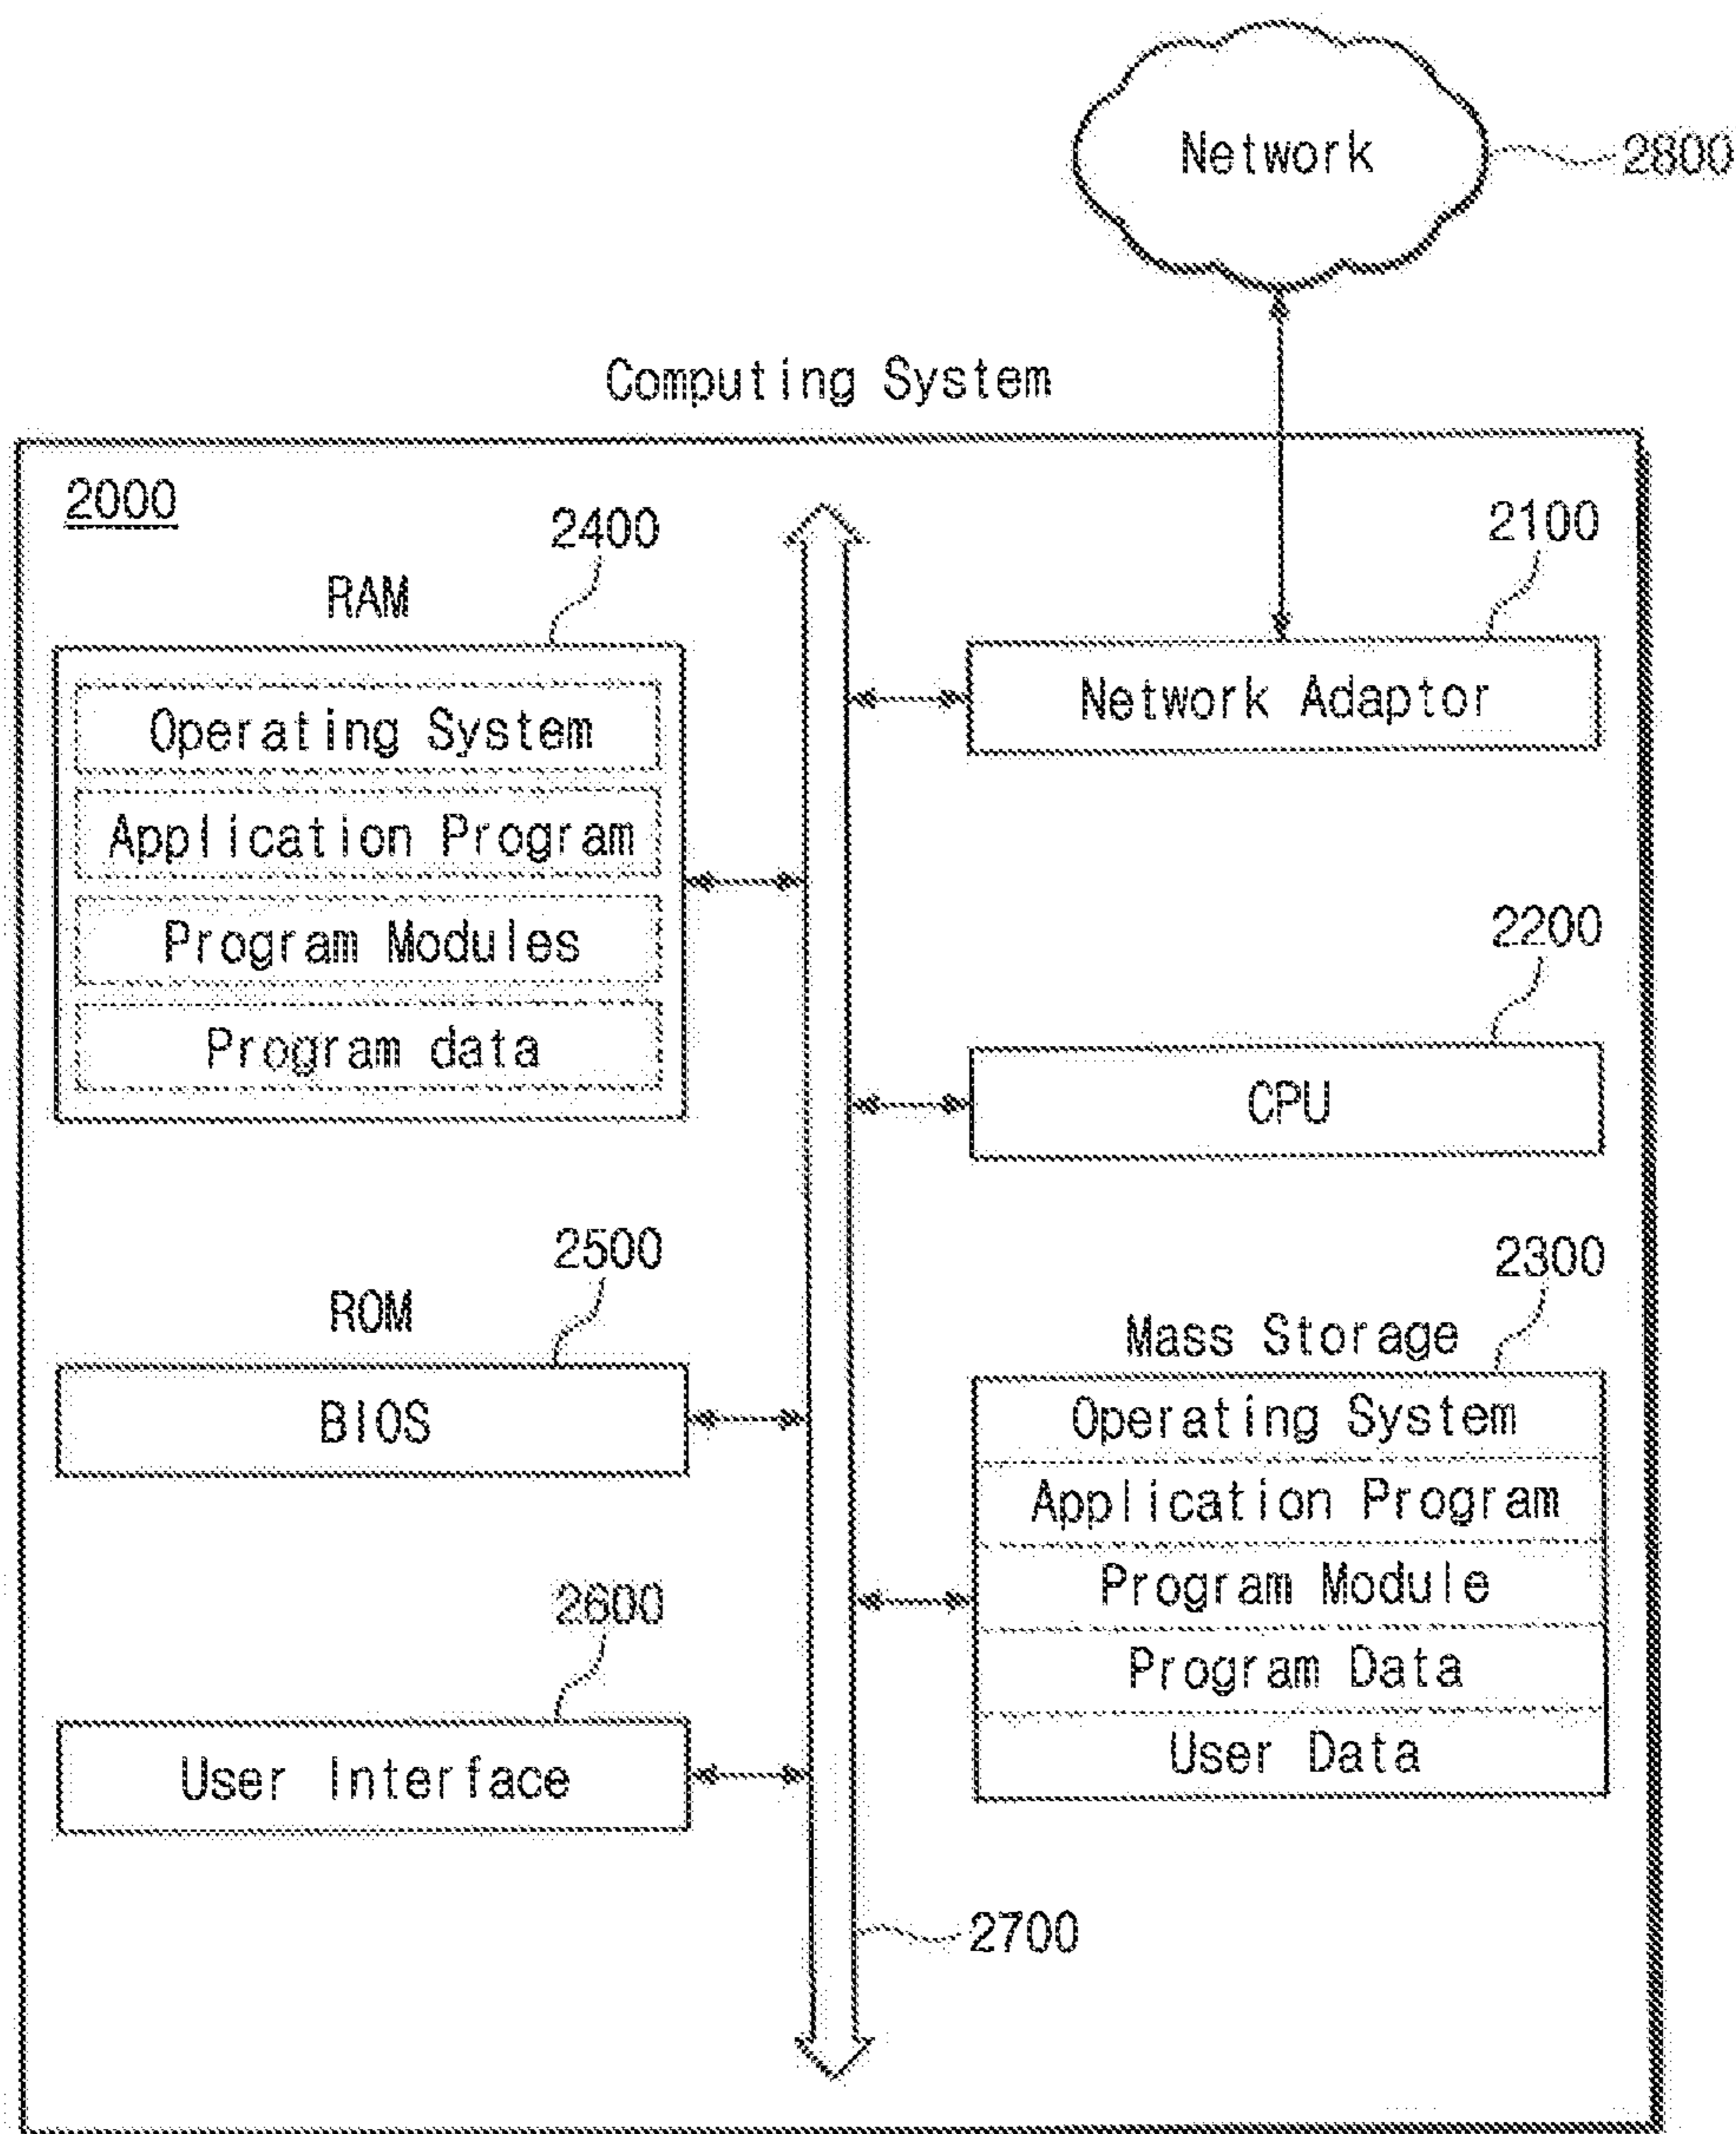 Network
2800
Computing System
2000
2400
RAM
Operating System
Application Program
Program Modules
Program data
2100
Network Adaptor
2200
CPU
2500
ROM
BIOS
2300
Mass Storage
Operating System
Application Program
Program Module
Program Data
User Data
2600
User Interface
2700